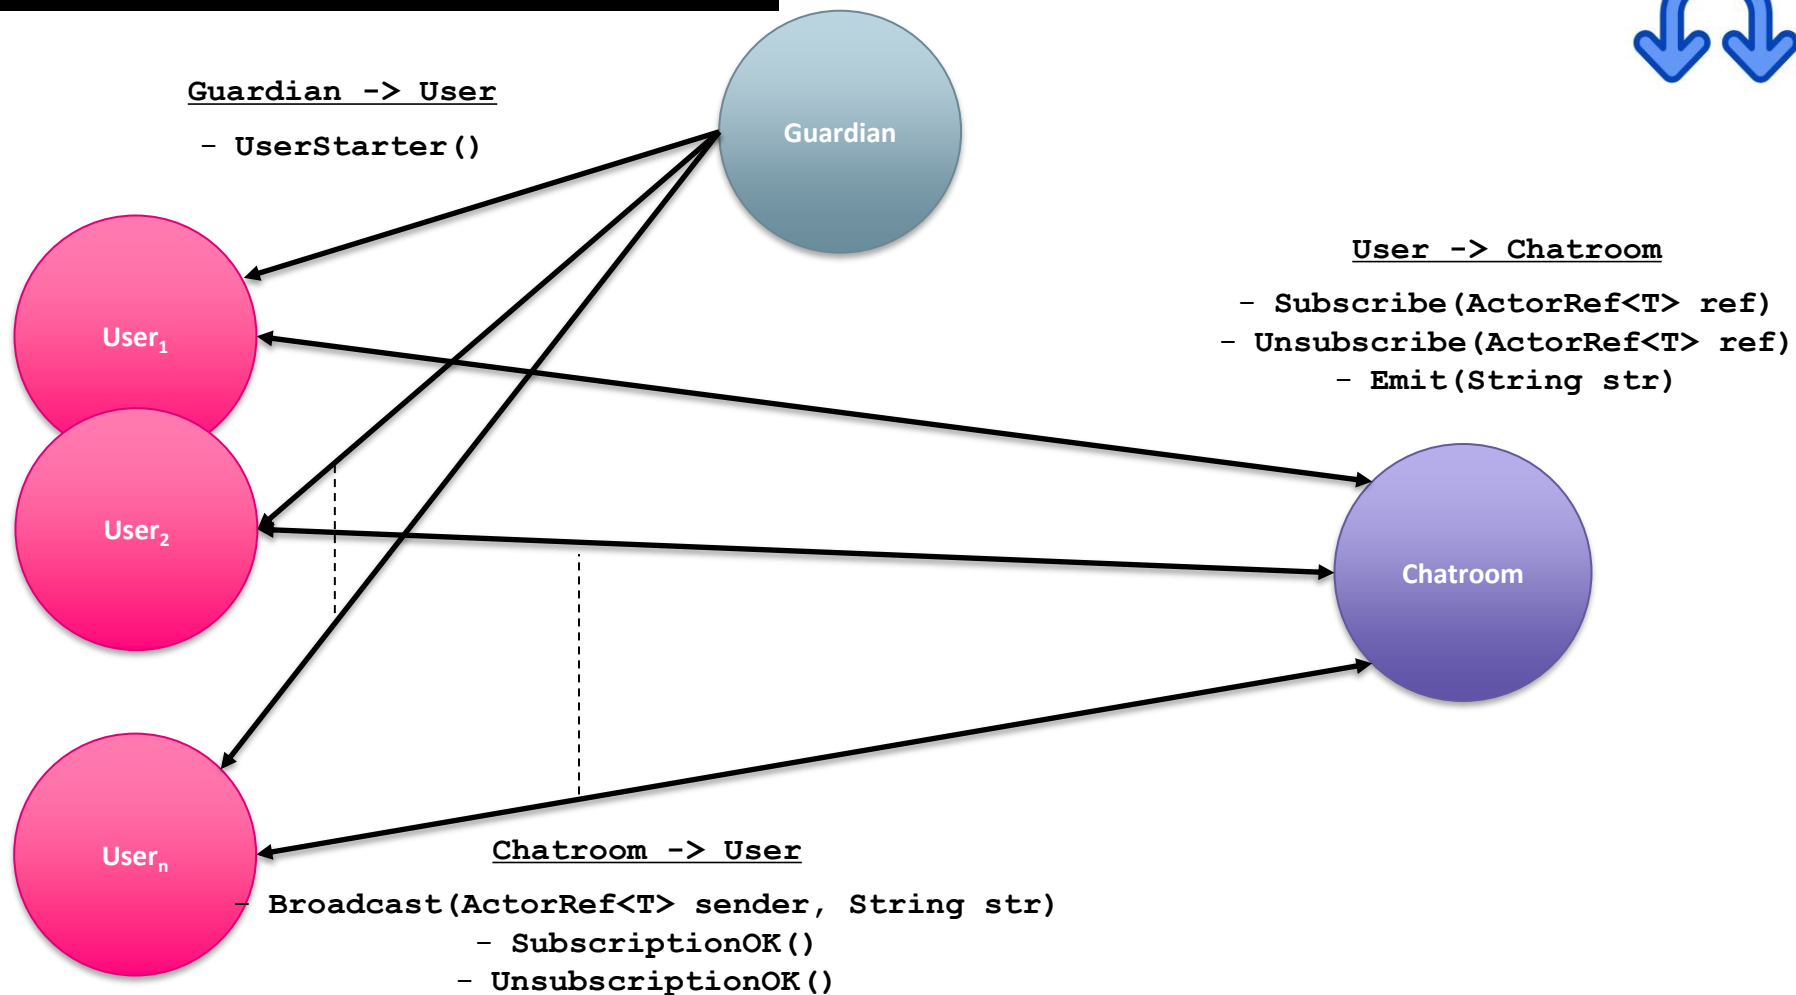 Guardian -> User
- UserStarter()
Guardian
User -> Chatroom
- Subscribe(ActorRef<T> ref)
- Unsubscribe(ActorRef<T> ref)
- Emit(String str)
User1
User2
Chatroom
Usern
Chatroom -> User
- Broadcast(ActorRef<T> sender, String str)
- SubscriptionOK()
- UnsubscriptionOK()